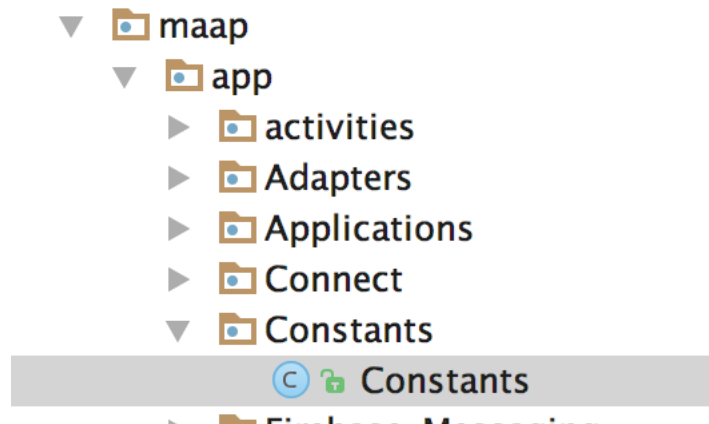 maap
app
activities
Adapters
Applications
Connect
Constants
Constants